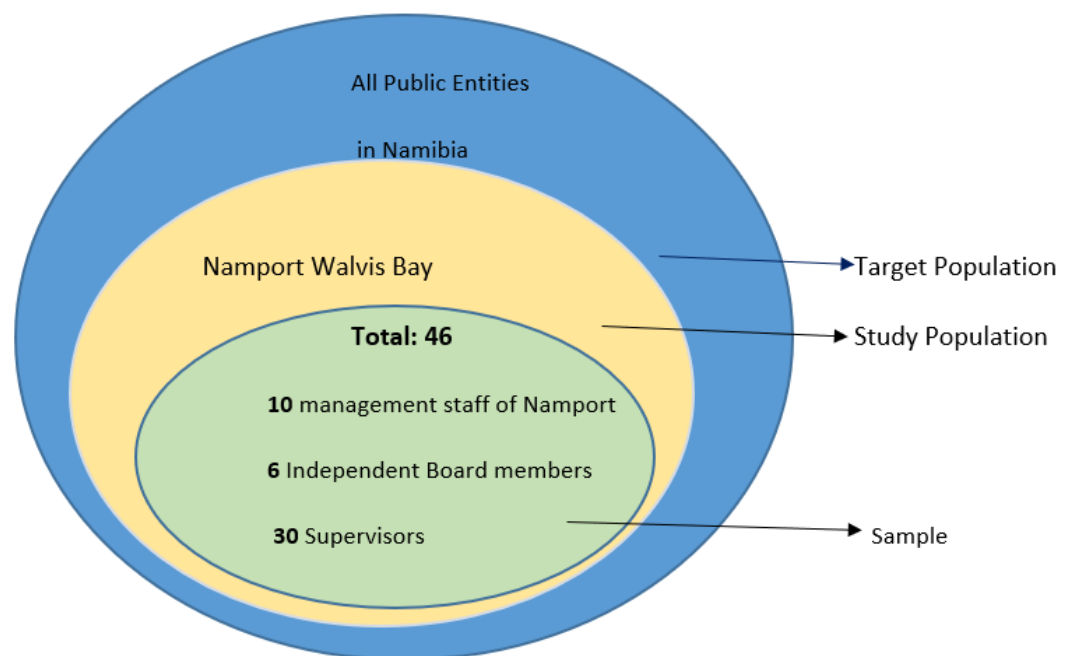 All Public Entities
in Namibia
Namport Walvis Bay
Target Population
Total: 46
Study Population
10 management staff of Namport
6 Independent Board members
30 Supervisors
Sample